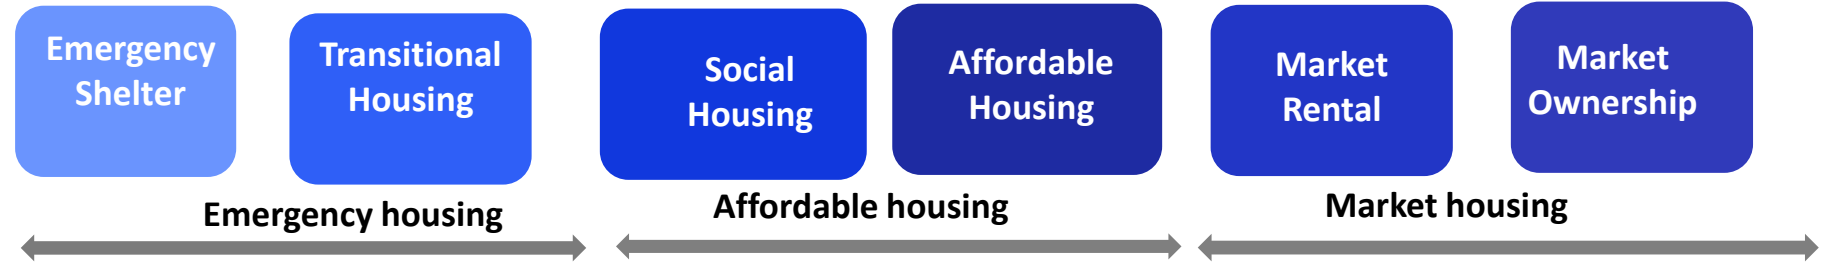 Emergency
Shelter
Transitional
Housing
Social
Housing
Affordable
Housing
Market
Rental
Market
Ownership
Emergency housing
Affordable housing
Market housing